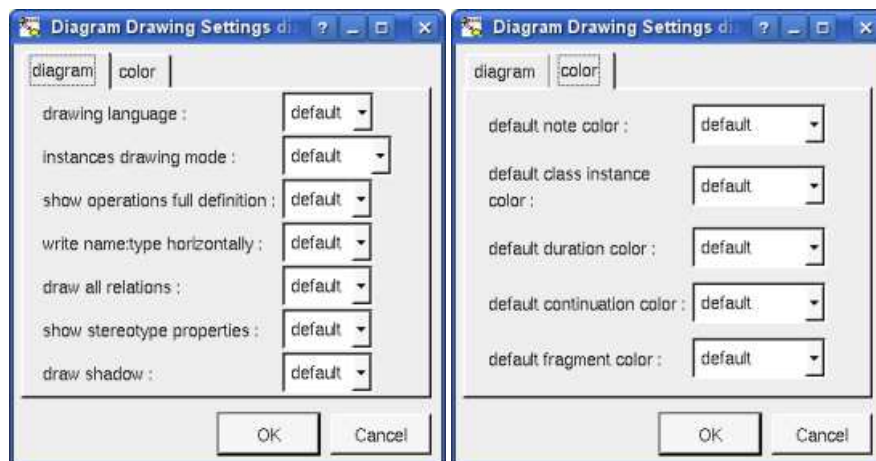 Diagram Drawing Settings di
diagram color
drawing language : default
instances drawing mode : default
show operations full definition : default
write name:type horizontally : default
draw all relations : default
show stereotype properties : default
draw shadow : default
OK Cancel
Diagram Drawing Settings di
diagram color
default note color : default
default class instance
color : default
default duration color : default
default continuation color : default
default fragment color : default
OK Cancel